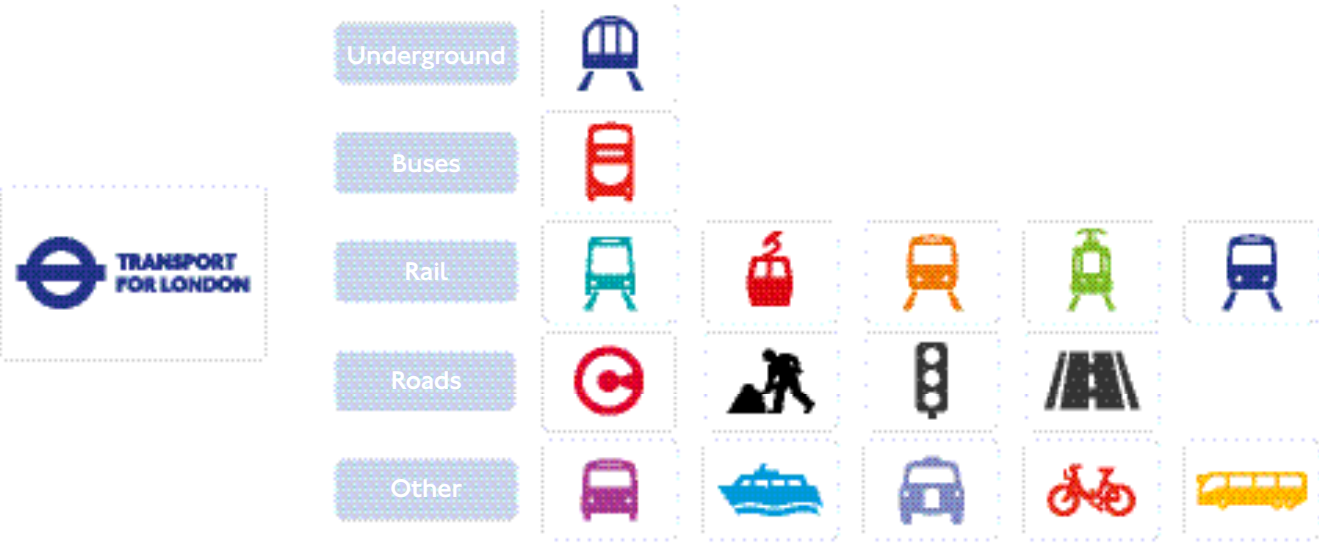 Underground
Buses
TRANSPORT
FOR LONDON
Rail
Roads
Other